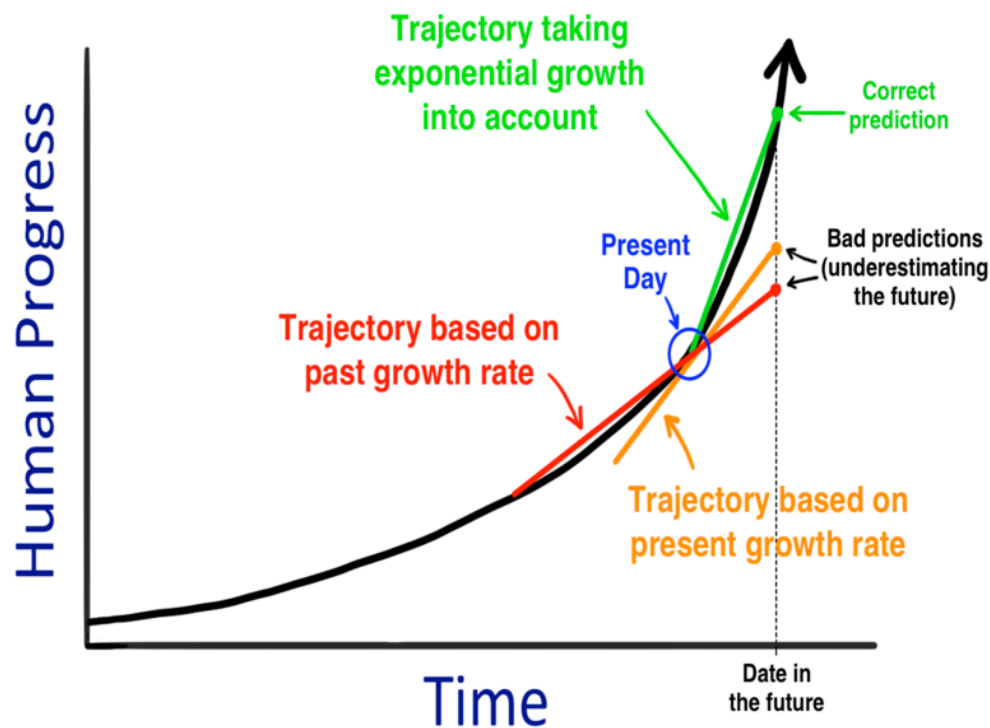 Trajectory taking
exponential growth
into account
Correct
prediction
Present
Day
Bad predictions
(underestimating
the future)
Trajectory based on
past growth rate
Trajectory based on
present growth rate
Human Progress
Time
Date in
the future